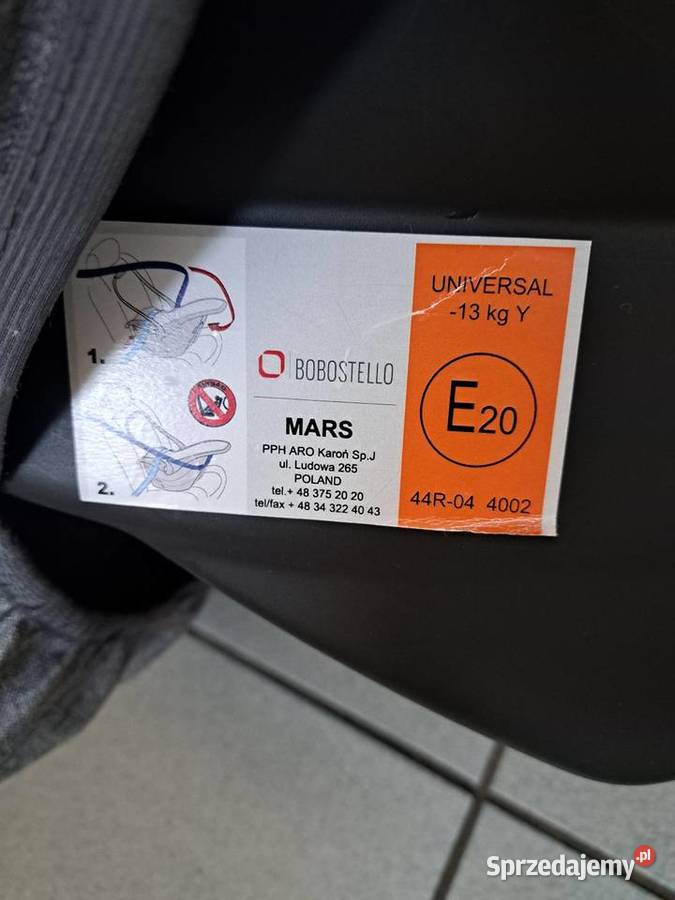 1.
2.
BOBOSTELLO
MARS
PPH ARO Karoń Sp.J
ul. Ludowa 265
POLAND
tel.+ 48 375 20 20
tel/fax + 48 34 322 40 43
UNIVERSAL
-13 kg Y
E20
44R-04 4002
Sprzedajemy.pl